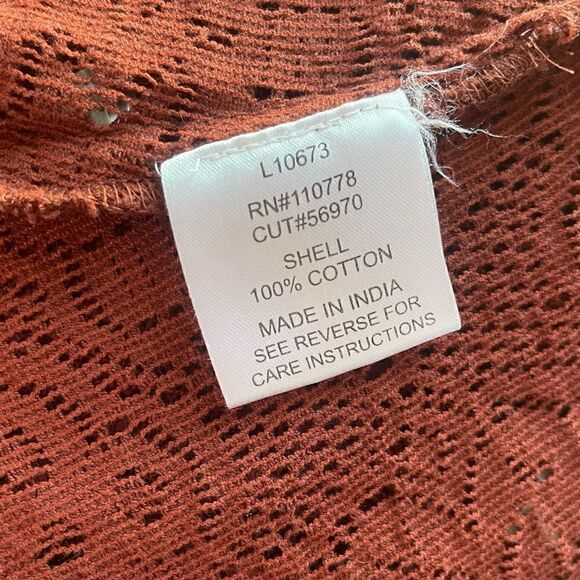 L10673
RN#110778
CUT#56970
SHELL
100% COTTON
MADE IN INDIA
SEE REVERSE FOR
CARE INSTRUCTIONS